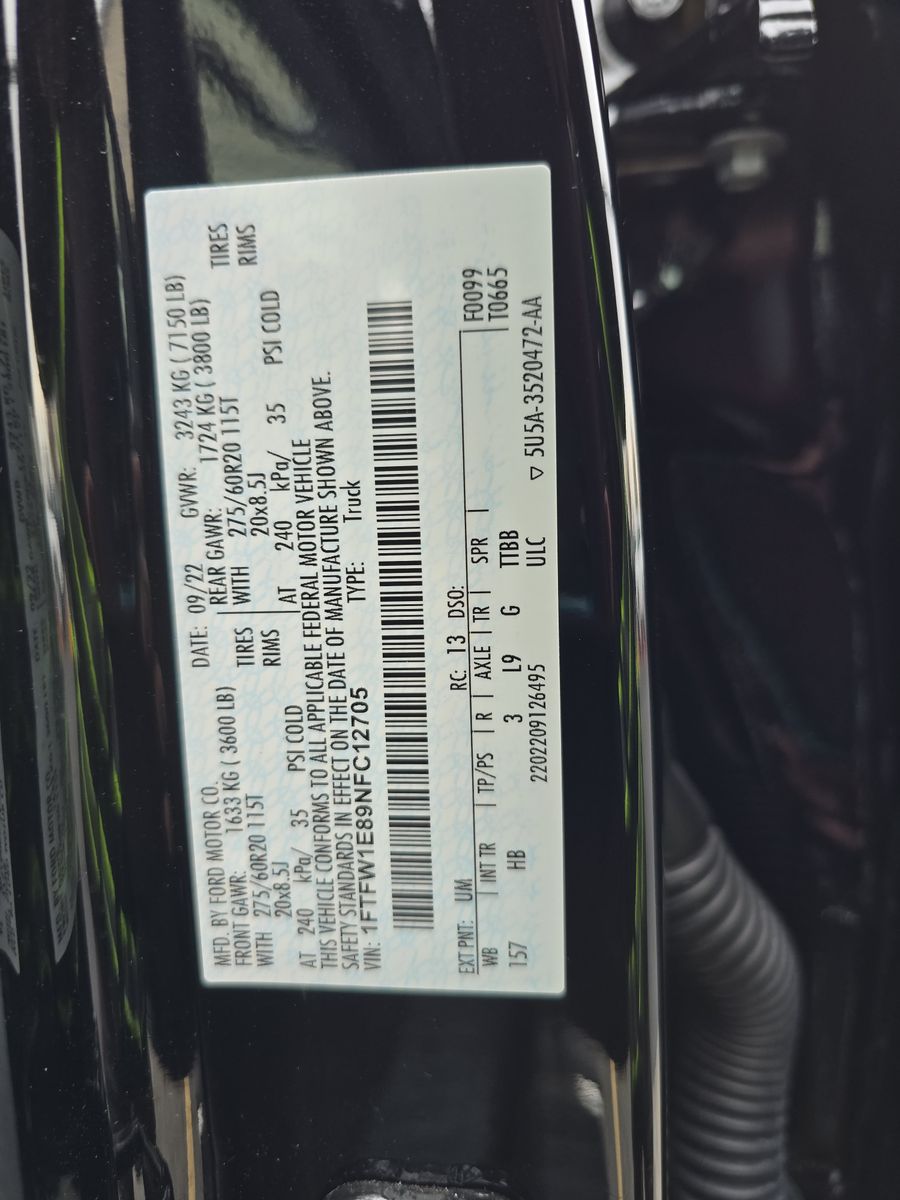 MFD. BY FORD MOTOR CO. DATE: 09/22 GVWR: 3243 KG ( 7150 LB)
FRONT GAWR: 1633 KG ( 3600 LB) REAR GAWR: 1724 KG ( 3800 LB)
WITH 275/60R20 115T TIRES WITH 275/60R20 115T TIRES
20x8.5J RIMS 20x8.5J RIMS
AT 240 kPa/ 35 PSI COLD AT 240 kPa/ 35 PSI COLD
THIS VEHICLE CONFORMS TO ALL APPLICABLE FEDERAL MOTOR VEHICLE
SAFETY STANDARDS IN EFFECT ON THE DATE OF MANUFACTURE SHOWN ABOVE.
VIN: 1FTFW1E89NFC12705 TYPE: Truck
EXT PNT: UM RC: 13 DSO: F0099
WB INT TR TP/PS R AXLE TR SPR T0665
157 HB 3 L9 G TTBB
2202209126495 ULC ▽ 5U5A-3520472-AA